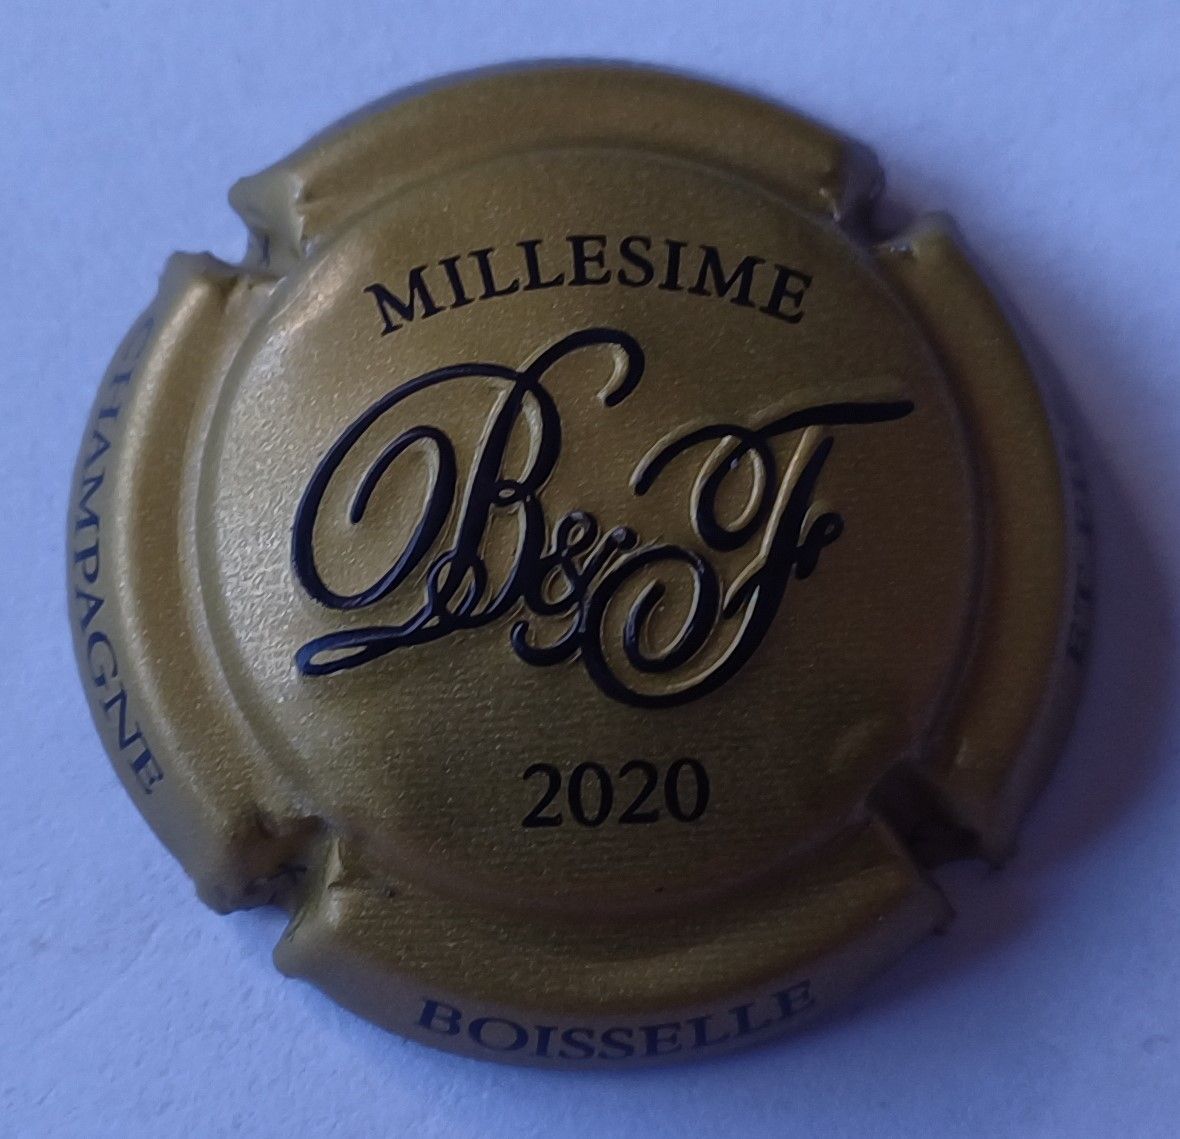 MILLESIME
B&F
2020
CHAMPAGNE
BOISSELLE